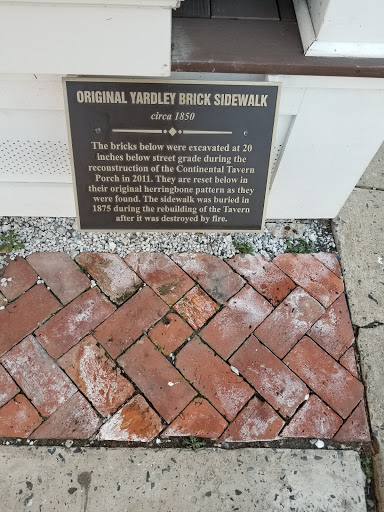 ORIGINAL YARDLEY BRICK SIDEWALK
circa 1850
The bricks below were excavated at 20
inches below street grade during the
reconstruction of the Continental Tavern
Porch in 2011. They are reset below in
their original herringbone pattern as they
were found. The sidewalk was buried in
1875 during the rebuilding of the Tavern
after it was destroyed by fire.